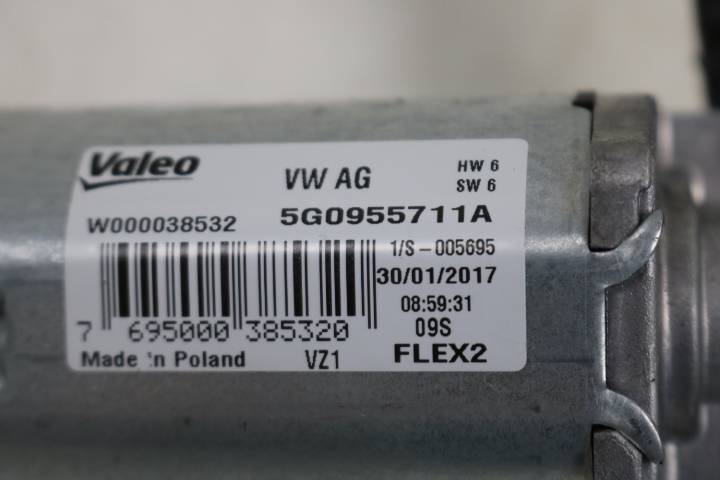 Valeo
VW AG
HW 6
SW 6
W000038532
5G0955711A
1/S-005695
30/01/2017
08:59:31
09S
7 695000 385320
Made in Poland
VZ1
FLEX2